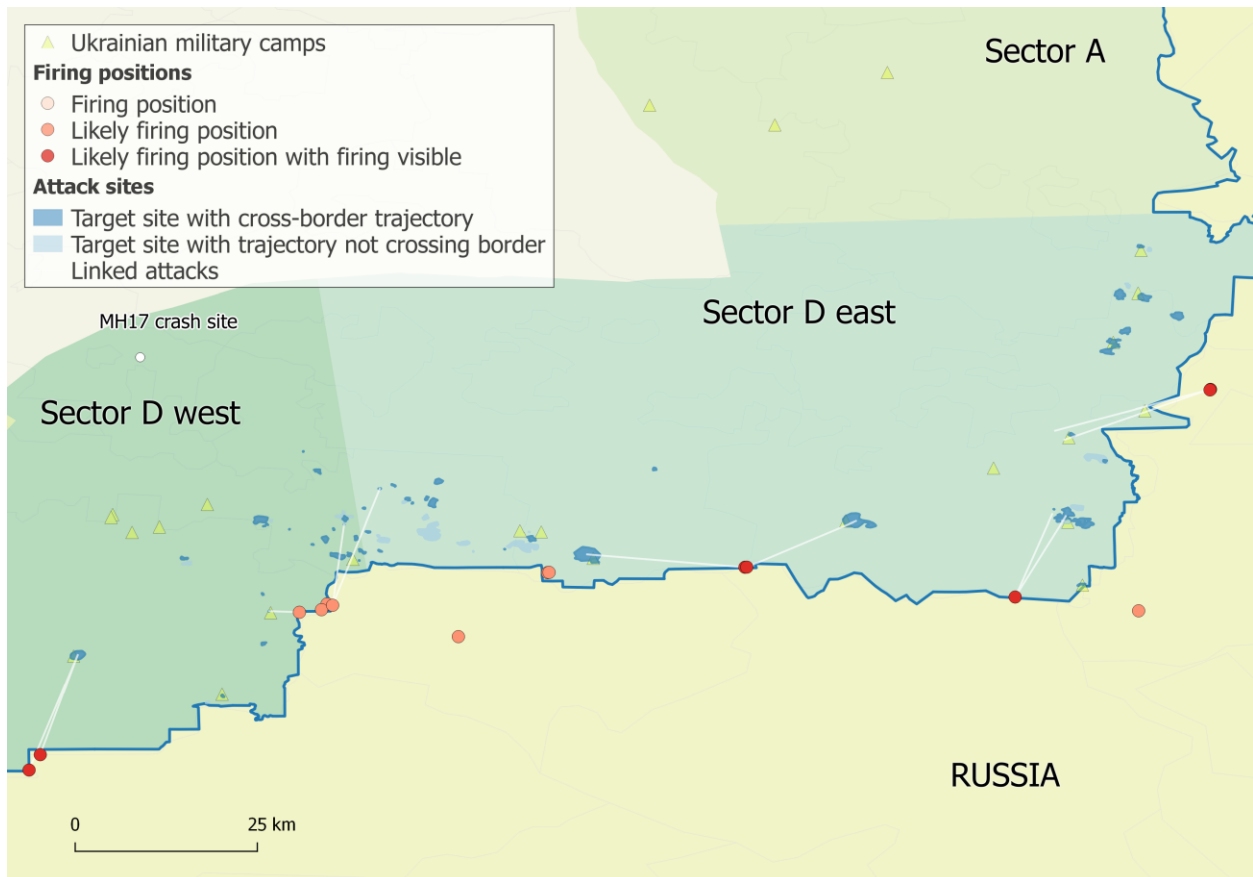 Ukrainian military camps
Firing positions
Firing position
Likely firing position
Likely firing position with firing visible
Attack sites
Target site with cross-border trajectory
Target site with trajectory not crossing border
Linked attacks
Sector A
Sector D east
MH17 crash site
Sector D west
RUSSIA
0 25 km